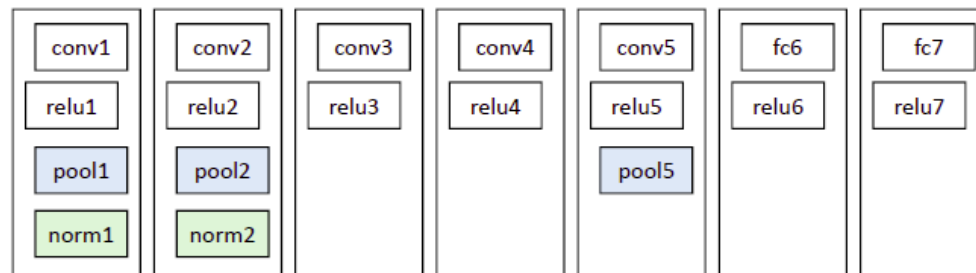 conv1 conv2 conv3 conv4 conv5 fc6 fc7
relu1 relu2 relu3 relu4 relu5 relu6 relu7
pool1 pool2 pool5
norm1 norm2